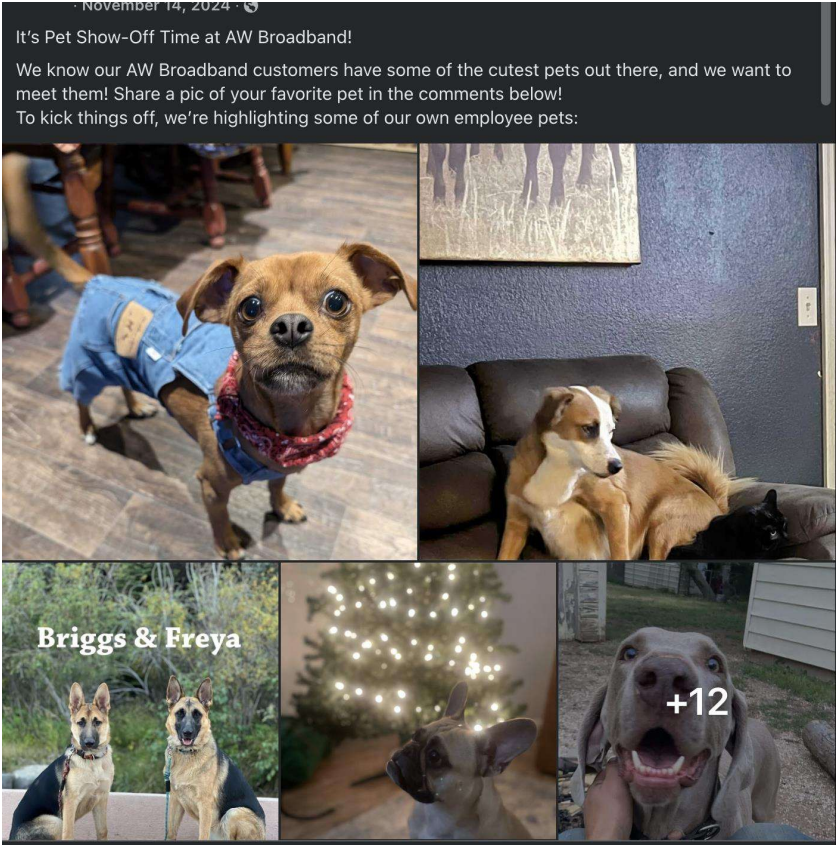 · November 14, 2024 ·
It's Pet Show-Off Time at AW Broadband!
We know our AW Broadband customers have some of the cutest pets out there, and we want to
meet them! Share a pic of your favorite pet in the comments below!
To kick things off, we're highlighting some of our own employee pets:
Briggs & Freya
+12